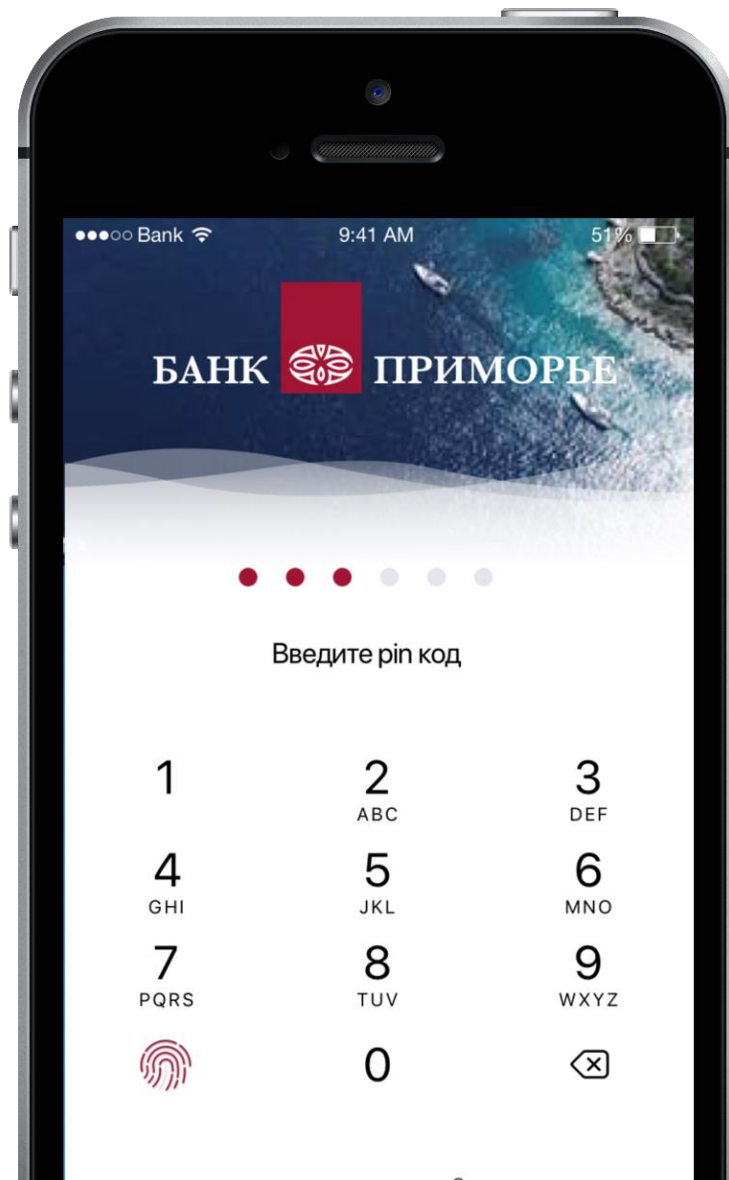 ●●●○○ Bank 9:41 AM 51%
БАНК ПРИМОРЬЕ
Введите pin код
1 2 3
ABC DEF
4 5 6
GHI JKL MNO
7 8 9
PQRS TUV WXYZ
0